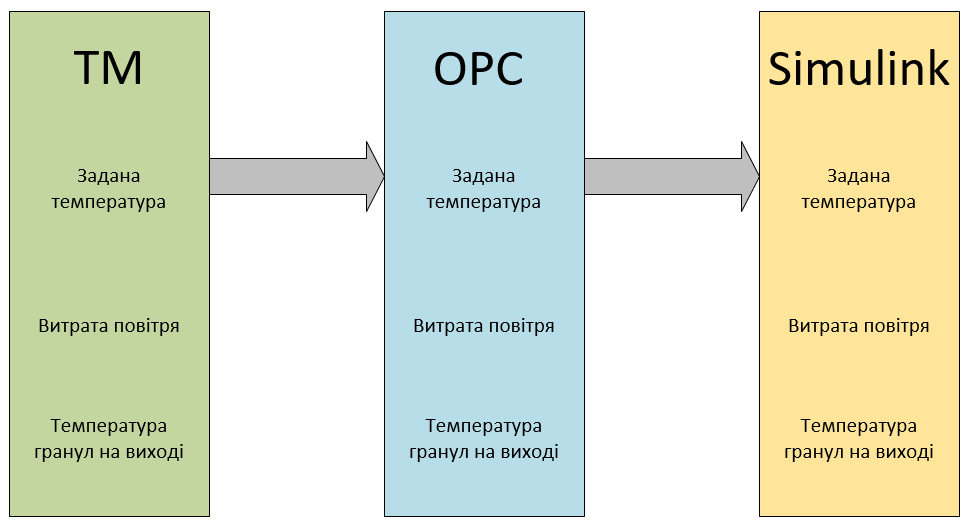 TM
Задана
температура
Витрата повітря
Температура
гранул на виході
OPC
Задана
температура
Витрата повітря
Температура
гранул на виході
Simulink
Задана
температура
Витрата повітря
Температура
гранул на виході